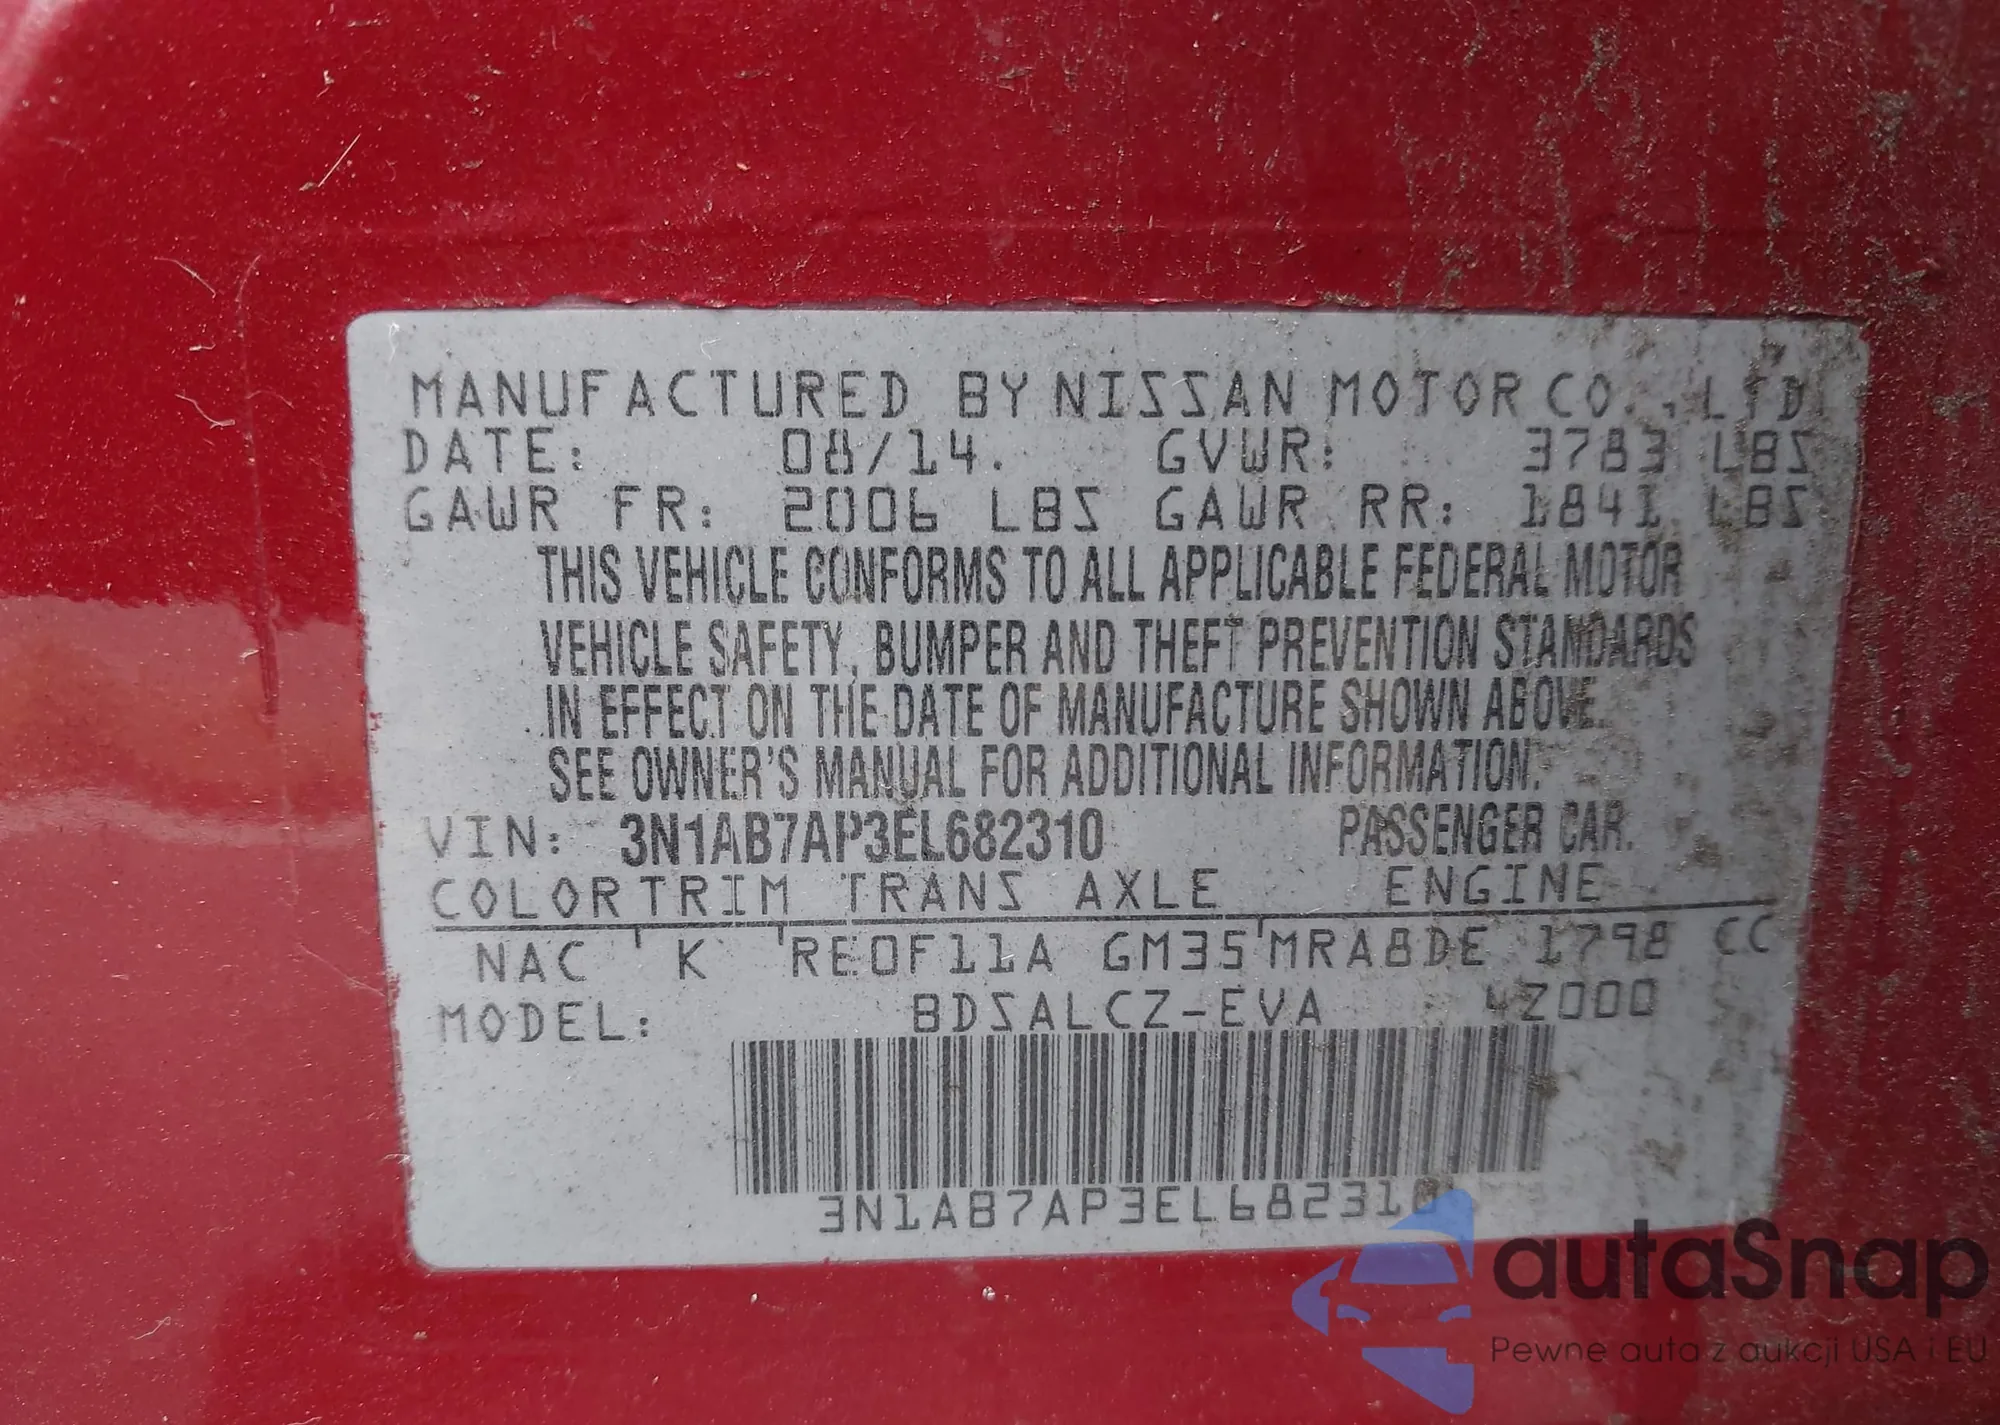 MANUFACTURED BY NISSAN MOTOR CO., LTD.
DATE: 08/14. GVWR: 3783 LBS
GAWR FR: 2006 LBS GAWR RR: 1841 LBS
THIS VEHICLE CONFORMS TO ALL APPLICABLE FEDERAL MOTOR
VEHICLE SAFETY, BUMPER AND THEFT PREVENTION STANDARDS
IN EFFECT ON THE DATE OF MANUFACTURE SHOWN ABOVE.
SEE OWNER'S MANUAL FOR ADDITIONAL INFORMATION.
VIN: 3N1AB7AP3EL682310 PASSENGER CAR.
COLOR TRIM TRANS AXLE ENGINE
NAC K RE0F11A GM35 MRA8DE 1798 CC
MODEL: BDSALCZ-EVA 4Z000
3N1AB7AP3EL682310
autaSnap
Pewne auta z aukcji USA i EU